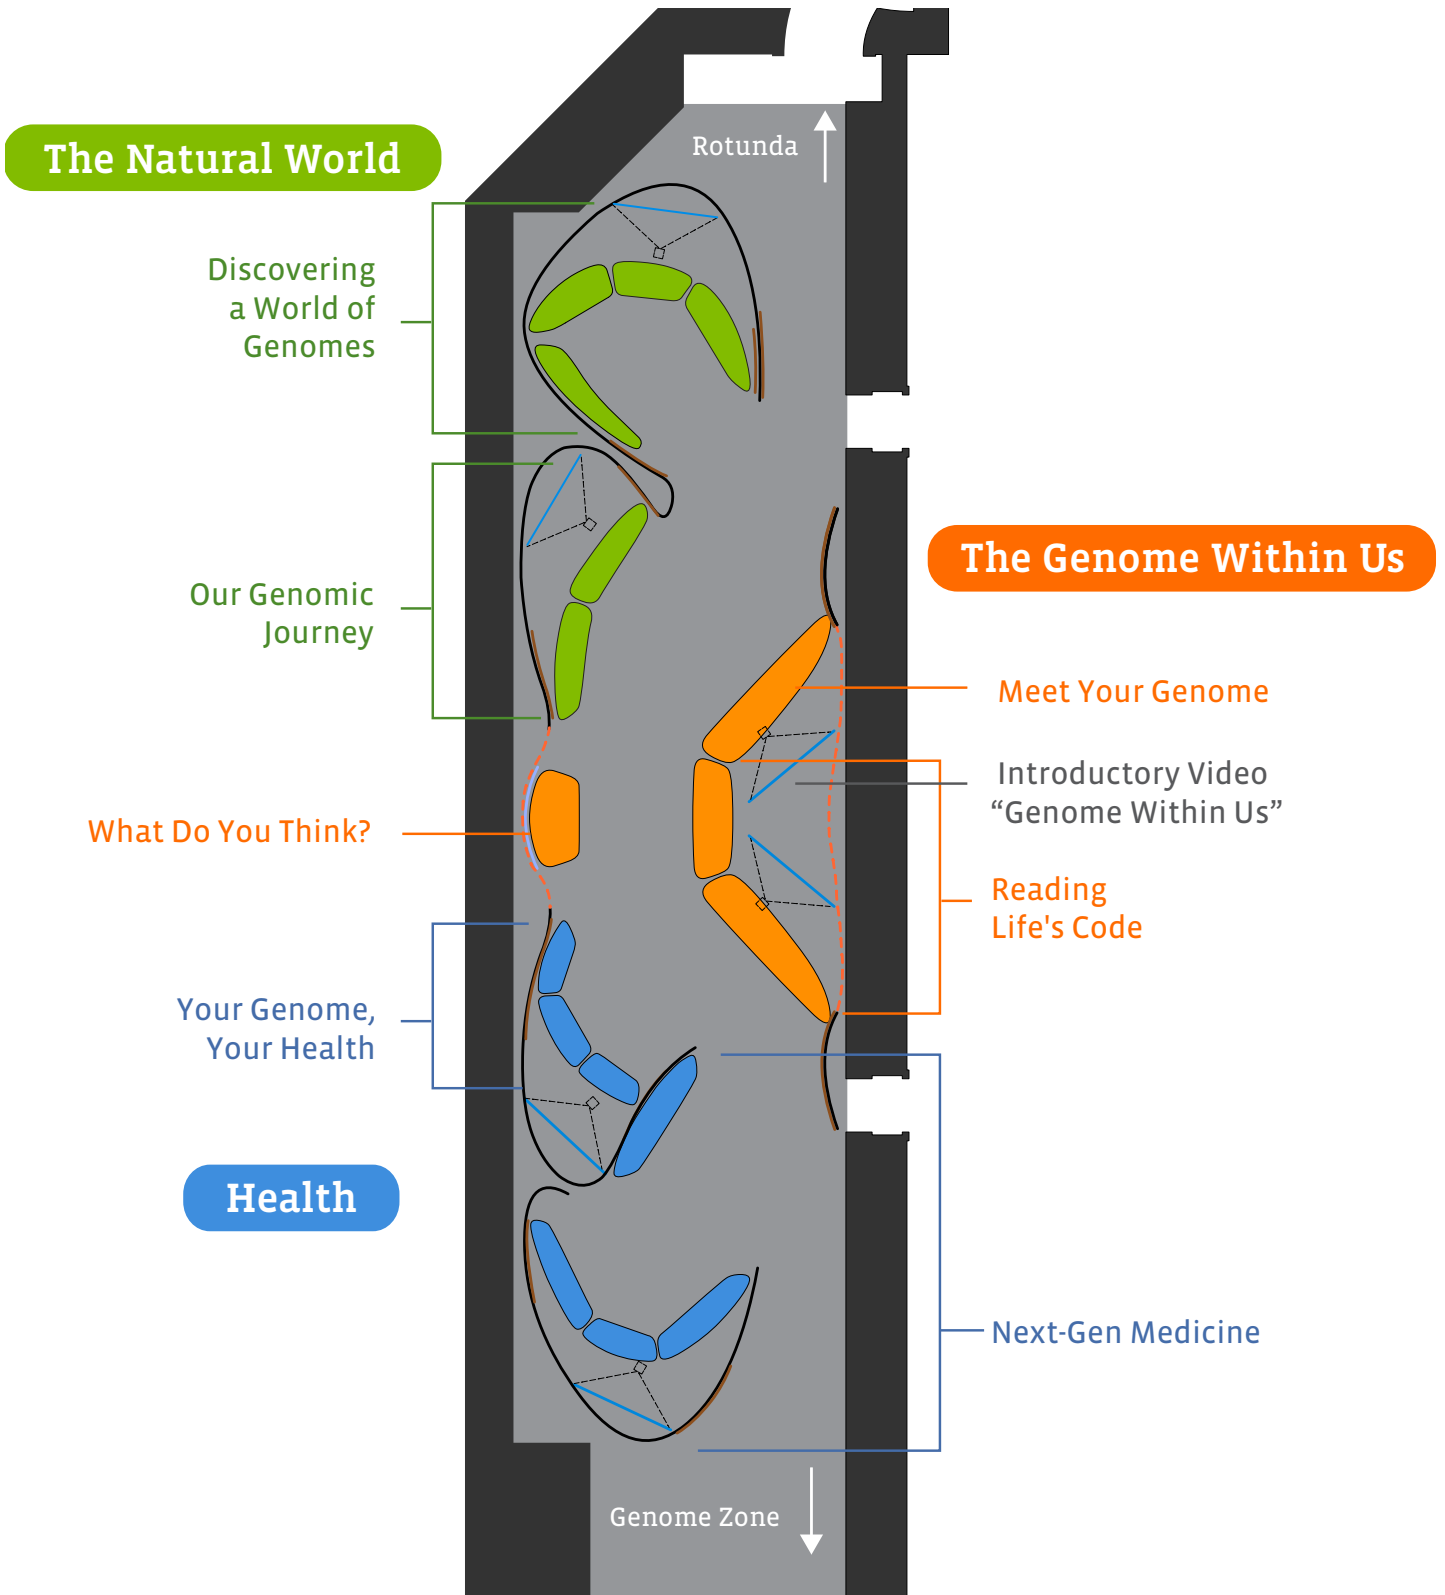 Rotunda
The Natural World
Discovering
a World of
Genomes
Our Genomic
Journey
The Genome Within Us
Meet Your Genome
Introductory Video
“Genome Within Us”
What Do You Think?
Reading
Life's Code
Your Genome,
Your Health
Health
Next-Gen Medicine
Genome Zone